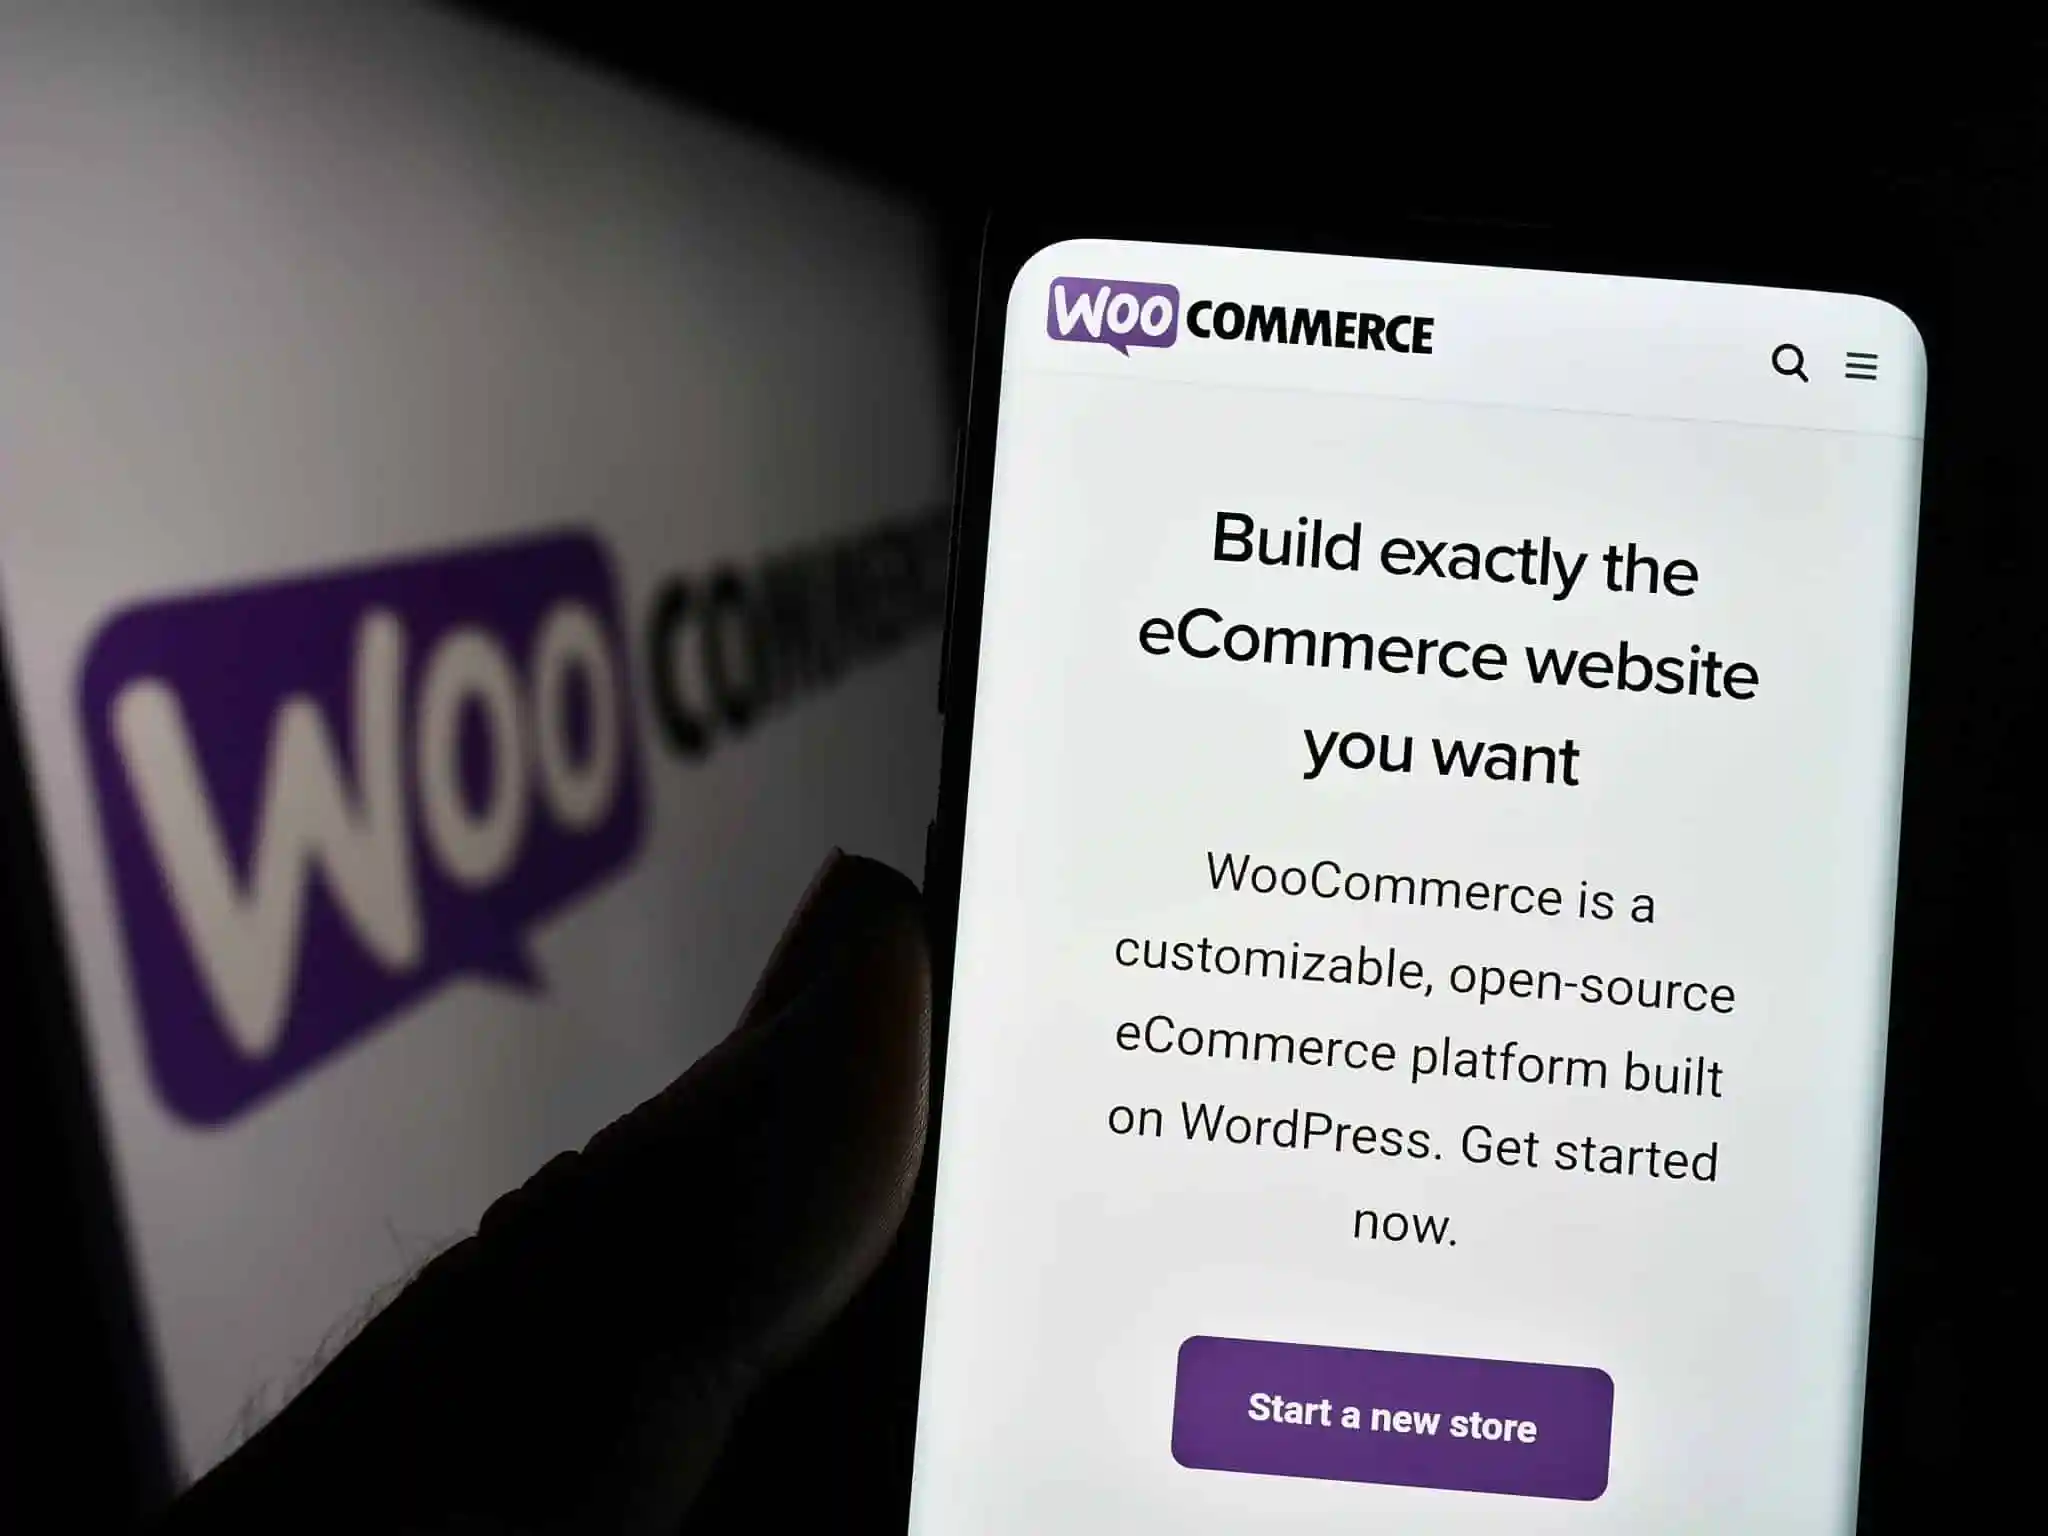 WOO COMMERCE
Build exactly the
eCommerce website
you want
WooCommerce is a
customizable, open-source
eCommerce platform built
on WordPress. Get started
now.
Start a new store
WOO